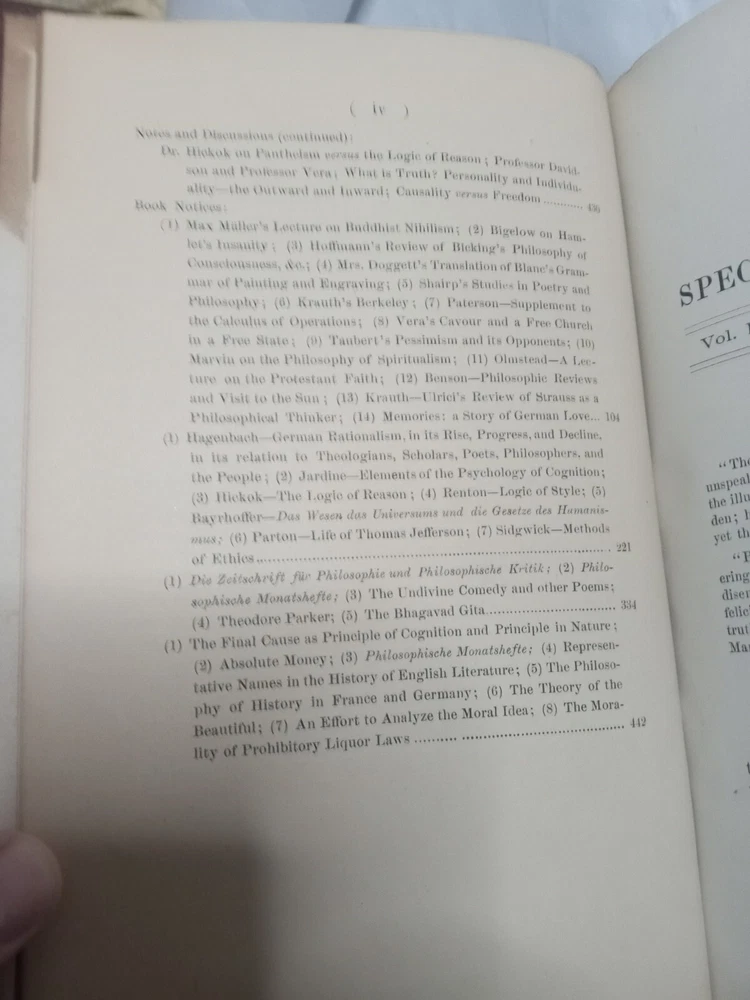 ( iv )
Notes and Discussions (continued):
Dr. Hickok on Pantheism versus the Logic of Reason; Professor David-
son and Professor Vera; What is Truth? Personality and Individu-
ality—the Outward and Inward; Causality versus Freedom ...........
Book Notices:
(1) Max Müller's Lecture on Buddhist Nihilism; (2) Bigelow on Ham-
let's Insanity; (3) Hoffmann's Review of Bicking's Philosophy of
Consciousness, &c.; (4) Mrs. Doggett's Translation of Blanc's Gram-
mar of Painting and Engraving; (5) Shairp's Studies in Poetry and
Philosophy; (6) Krauth's Berkeley; (7) Paterson—Supplement to
the Calculus of Operations; (8) Vera's Cavour and a Free Church
in a Free State; (9) Taubert's Pessimism and its Opponents; (10)
Marvin on the Philosophy of Spiritualism; (11) Olmstead—A Lec-
ture on the Protestant Faith; (12) Benson—Philosophic Reviews
and Visit to the Sun; (13) Krauth—Ulrici's Review of Strauss as a
Philosophical Thinker; (14) Memories: a Story of German Love... 104
(1) Hagenbach—German Rationalism, in its Rise, Progress, and Decline,
in its relation to Theologians, Scholars, Poets, Philosophers, and
the People; (2) Jardine—Elements of the Psychology of Cognition;
(3) Hickok—The Logic of Reason; (4) Renton—Logic of Style; (5)
Bayrhoffer—Das Wesen das Universums und die Gesetze des Humanis-
mus; (6) Parton—Life of Thomas Jefferson; (7) Sidgwick—Methods
of Ethics.......................................................... 221
(1) Die Zeitschrift für Philosophie und Philosophische Kritik; (2) Philo-
sophische Monatshefte; (3) The Undivine Comedy and other Poems;
(4) Theodore Parker; (5) The Bhagavad Gita...................... 334
(1) The Final Cause as Principle of Cognition and Principle in Nature;
(2) Absolute Money; (3) Philosophische Monatshefte; (4) Represen-
tative Names in the History of English Literature; (5) The Philoso-
phy of History in France and Germany; (6) The Theory of the
Beautiful; (7) An Effort to Analyze the Moral Idea; (8) The Mora-
lity of Prohibitory Liquor Laws .......... .............................. 442
SPEC
Vol.
"The
unspeal
the illu
den; h
yet th
"P
ering
diser
felic
trut
Mar